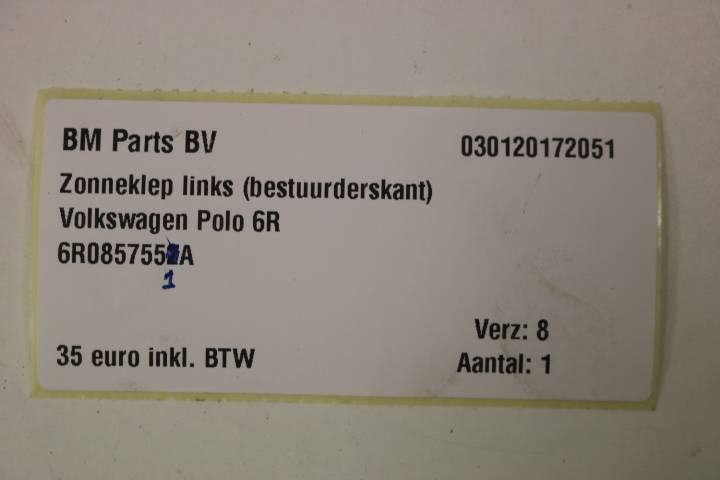 BM Parts BV
030120172051
Zonneklep links (bestuurderskant)
Volkswagen Polo 6R
6R085755 A
1
Verz: 8
35 euro inkl. BTW
Aantal: 1